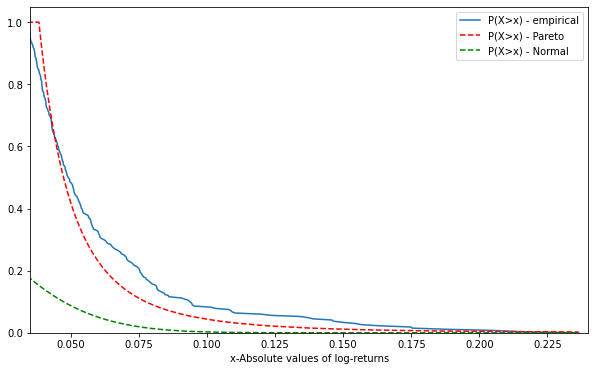 P(X>x) - empirical
P(X>x) - Pareto
P(X>x) - Normal
1.0
0.8
0.6
0.4
0.2
0.0
0.050 0.075 0.100 0.125 0.150 0.175 0.200 0.225
x-Absolute values of log-returns